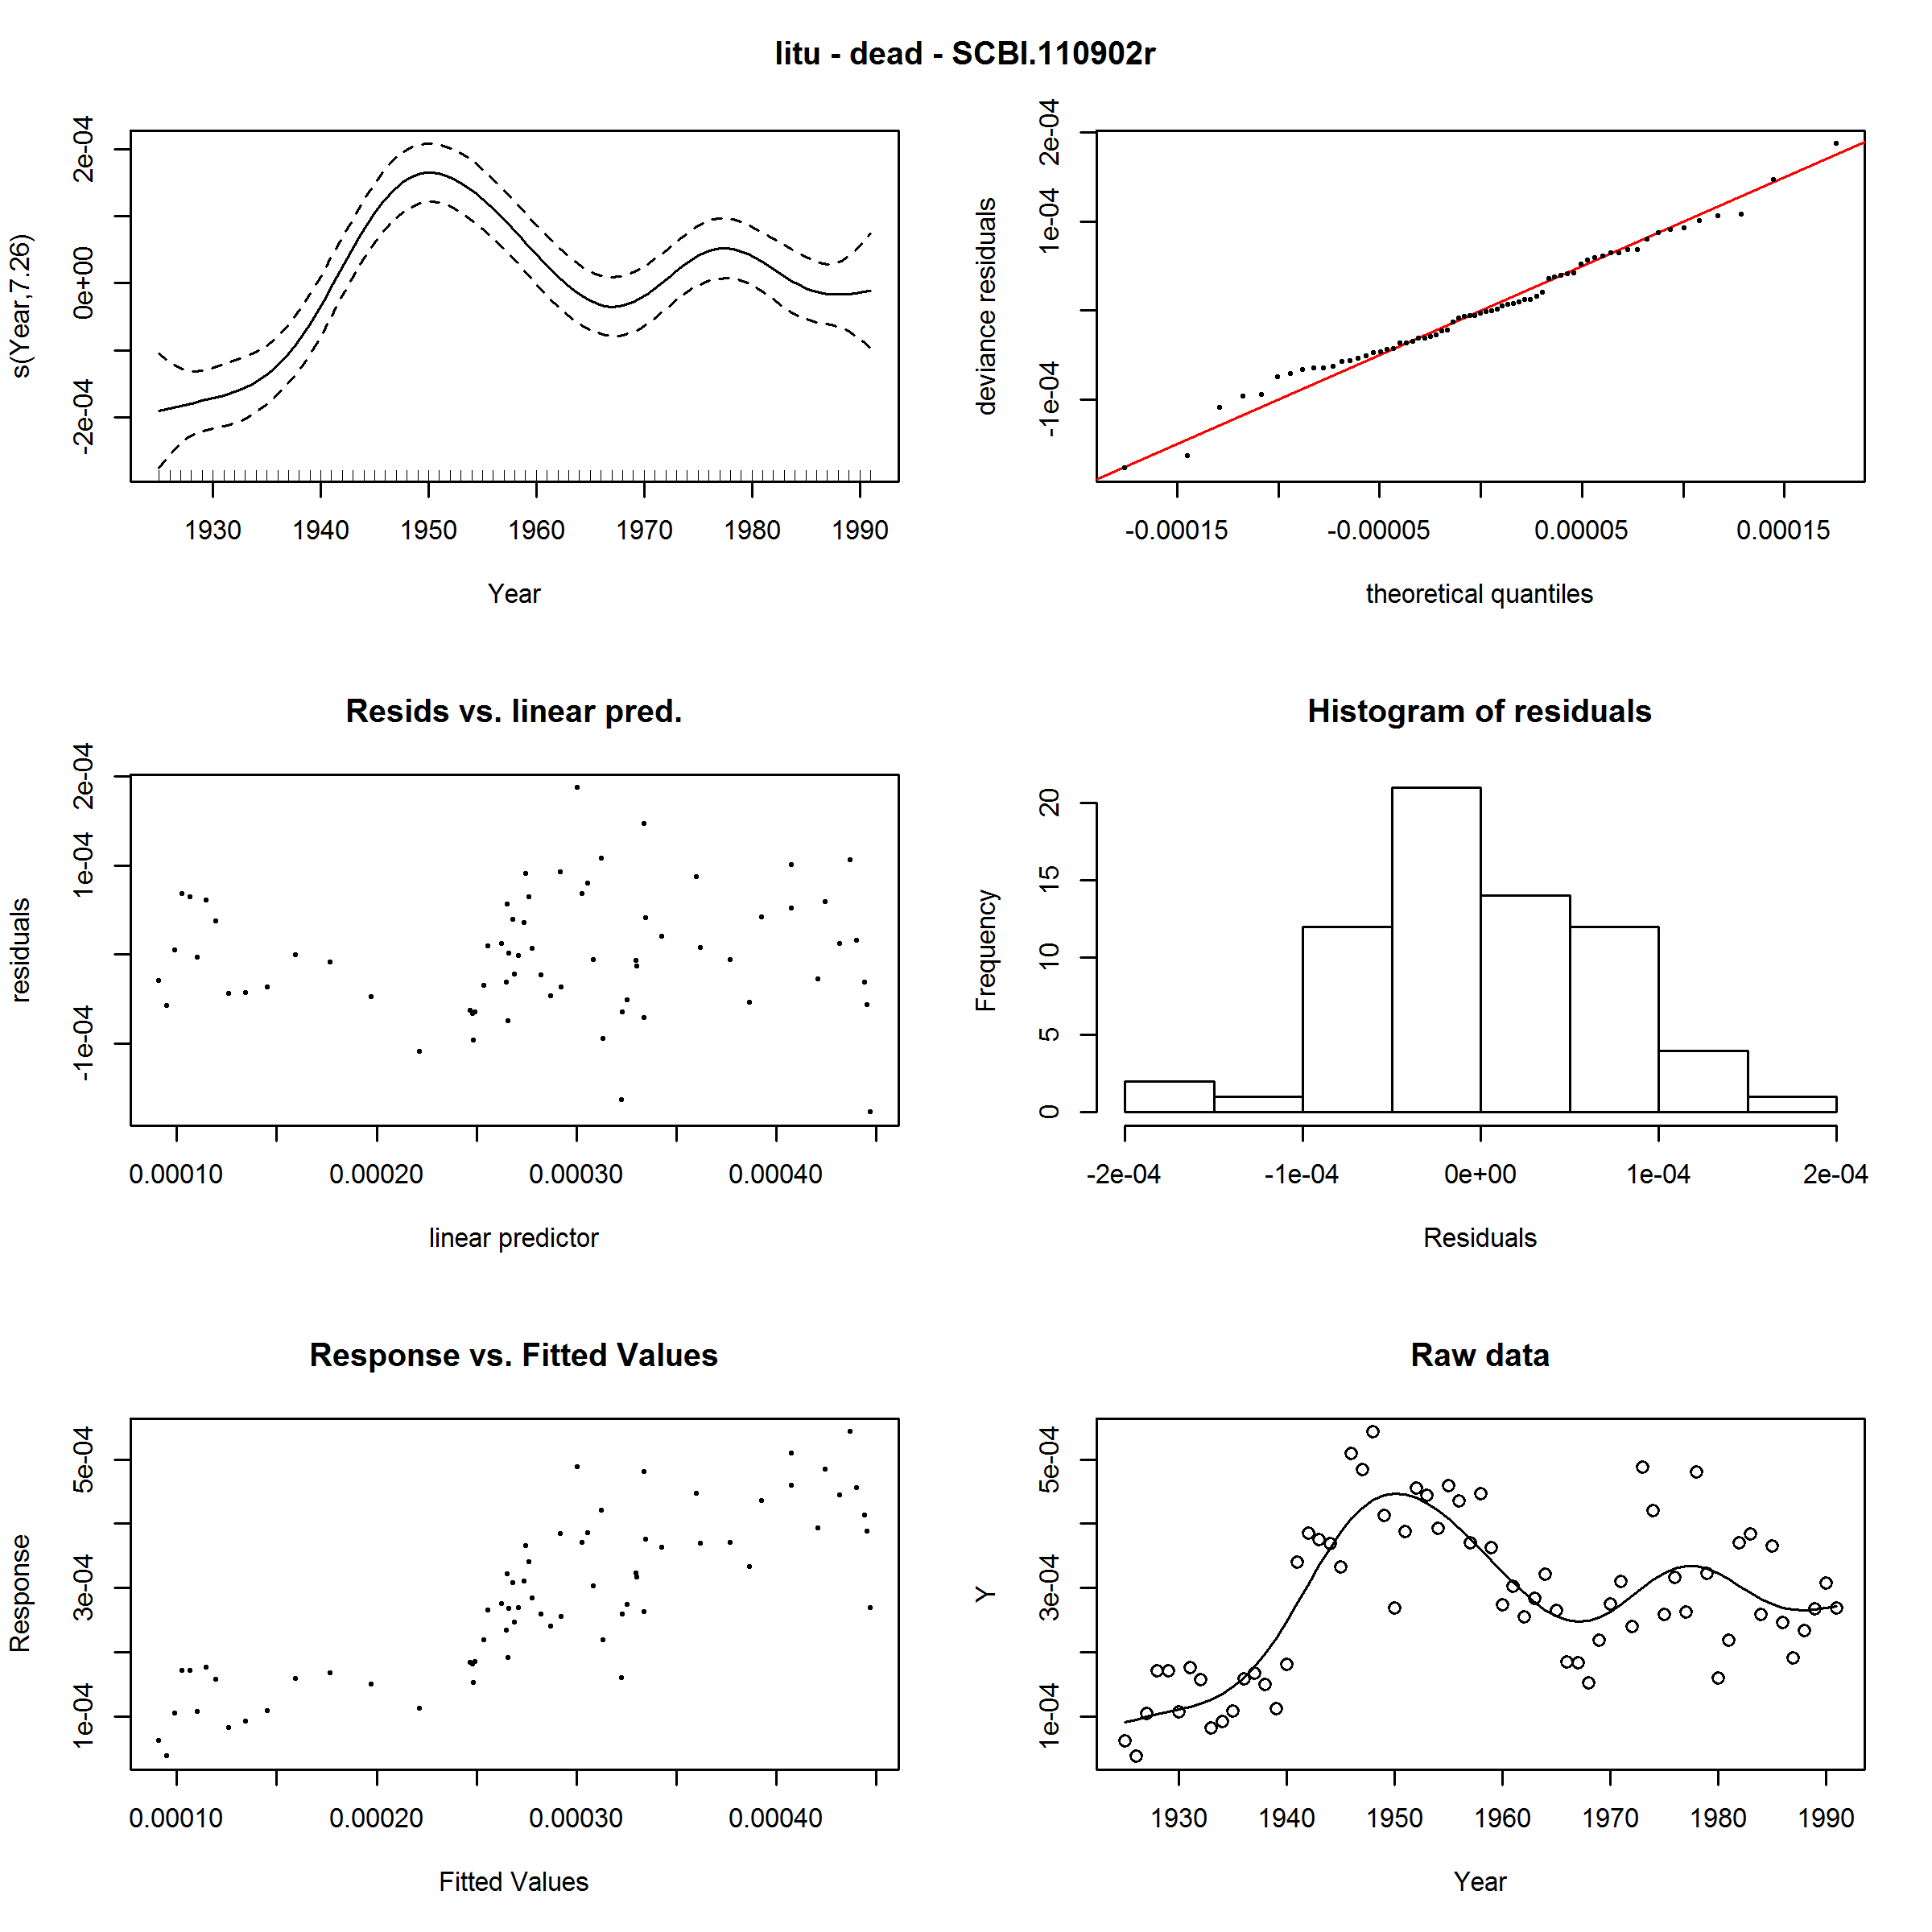 litu - dead - SCBI.110902r
s(Year,7.26)
-2e-04 0e+00 2e-04
1930 1940 1950 1960 1970 1980 1990
Year
deviance residuals
-1e-04 1e-04 2e-04
-0.00015 -0.00005 0.00005 0.00015
theoretical quantiles
Resids vs. linear pred.
residuals
-1e-04 1e-04 2e-04
0.00010 0.00020 0.00030 0.00040
linear predictor
Histogram of residuals
Frequency
0 5 10 15 20
-2e-04 -1e-04 0e+00 1e-04 2e-04
Residuals
Response vs. Fitted Values
Response
1e-04 3e-04 5e-04
0.00010 0.00020 0.00030 0.00040
Fitted Values
Raw data
Y
1e-04 3e-04 5e-04
1930 1940 1950 1960 1970 1980 1990
Year